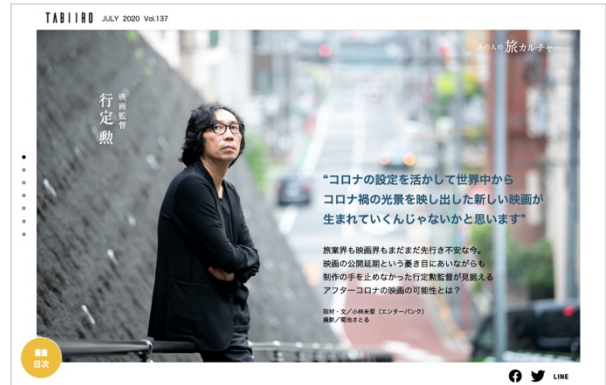 TABIIRO JULY 2020 Vol.137
あの人の 旅カルチャー
映画監督
行定勲
“コロナの設定を活かして世界中から
コロナ禍の光景を映し出した新しい映画が
生まれていくんじゃないかと思います”
旅業界も映画界もまだまだ先行き不安な今。
映画の公開延期という憂き目にあいながらも
制作の手を止めなかった行定勲監督が見据える
アフターコロナの映画の可能性とは？
取材・文／小林未亜（エンターバンク）
撮影／菊池さとる
目次
LINE